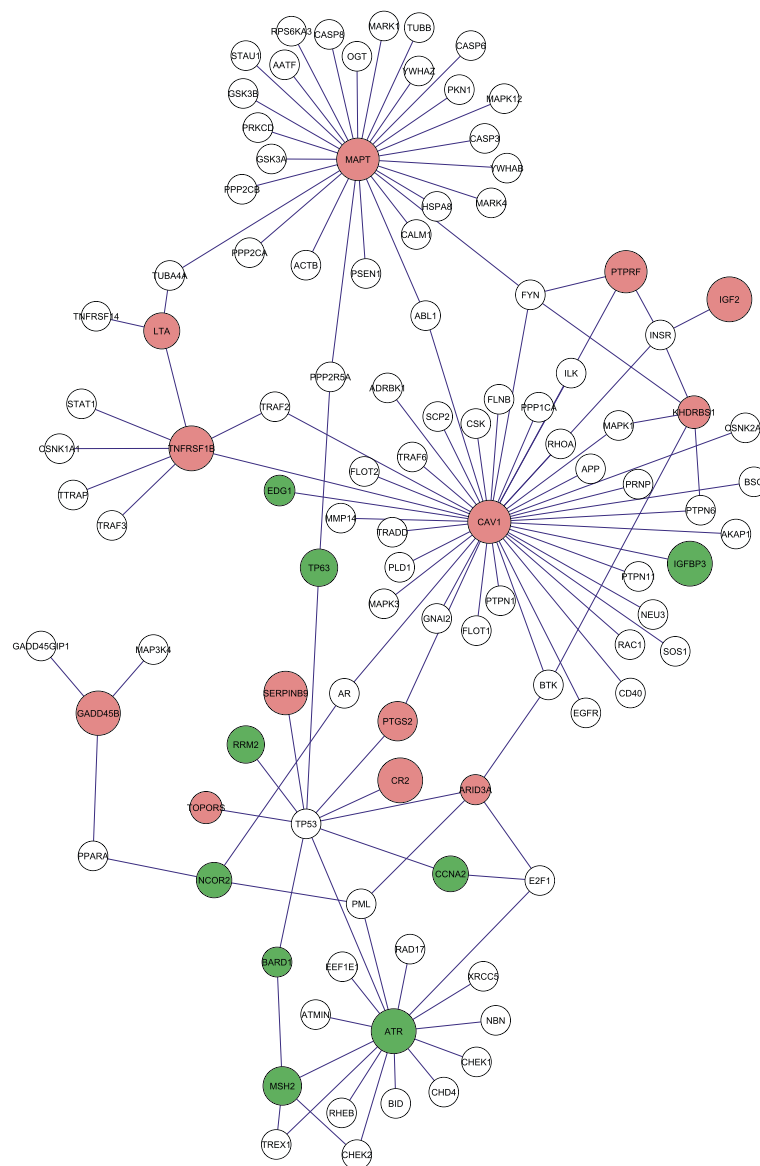 RPS6KA3
CASP8
MARK1
TUBB
STAU1
OGT
CASP6
AATF
YWHAZ
GSK3B
PKN1
MAPK12
PRKCD
CASP3
GSK3A
MAPT
YWHAB
PPP2CB
HSPA8
MARK4
CALM1
PPP2CA
ACTB
PSEN1
TUBA4A
PTPRF
FYN
IGF2
TNFRSF14
LTA
ABL1
INSR
PPP2R5A
ILK
ADRBK1
STAT1
TRAF2
FLNB
PPP1CA
KHDRBS1
SCP2
CSK
MAPK1
CSNK2A
CSNK1A1
TNFRSF1B
RHOA
TRAF6
FLOT2
APP
TTRAP
EDG1
PRNP
BSG
TRAF3
MMP14
CAV1
PTPN6
TRADD
AKAP1
TP63
PLD1
IGFBP3
PTPN11
MAPK3
PTPN1
GNAI2
NEU3
FLOT1
RAC1
SOS1
GADD45GIP1
MAP3K4
SERPINB9
AR
BTK
CD40
GADD45B
PTGS2
EGFR
RRM2
CR2
ARID3A
TOPORS
TP53
PPARA
NCOR2
CCNA2
E2F1
PML
RAD17
BARD1
EEF1E1
XRCC5
ATMIN
NBN
ATR
CHEK1
MSH2
CHD4
BID
RHEB
TREX1
CHEK2